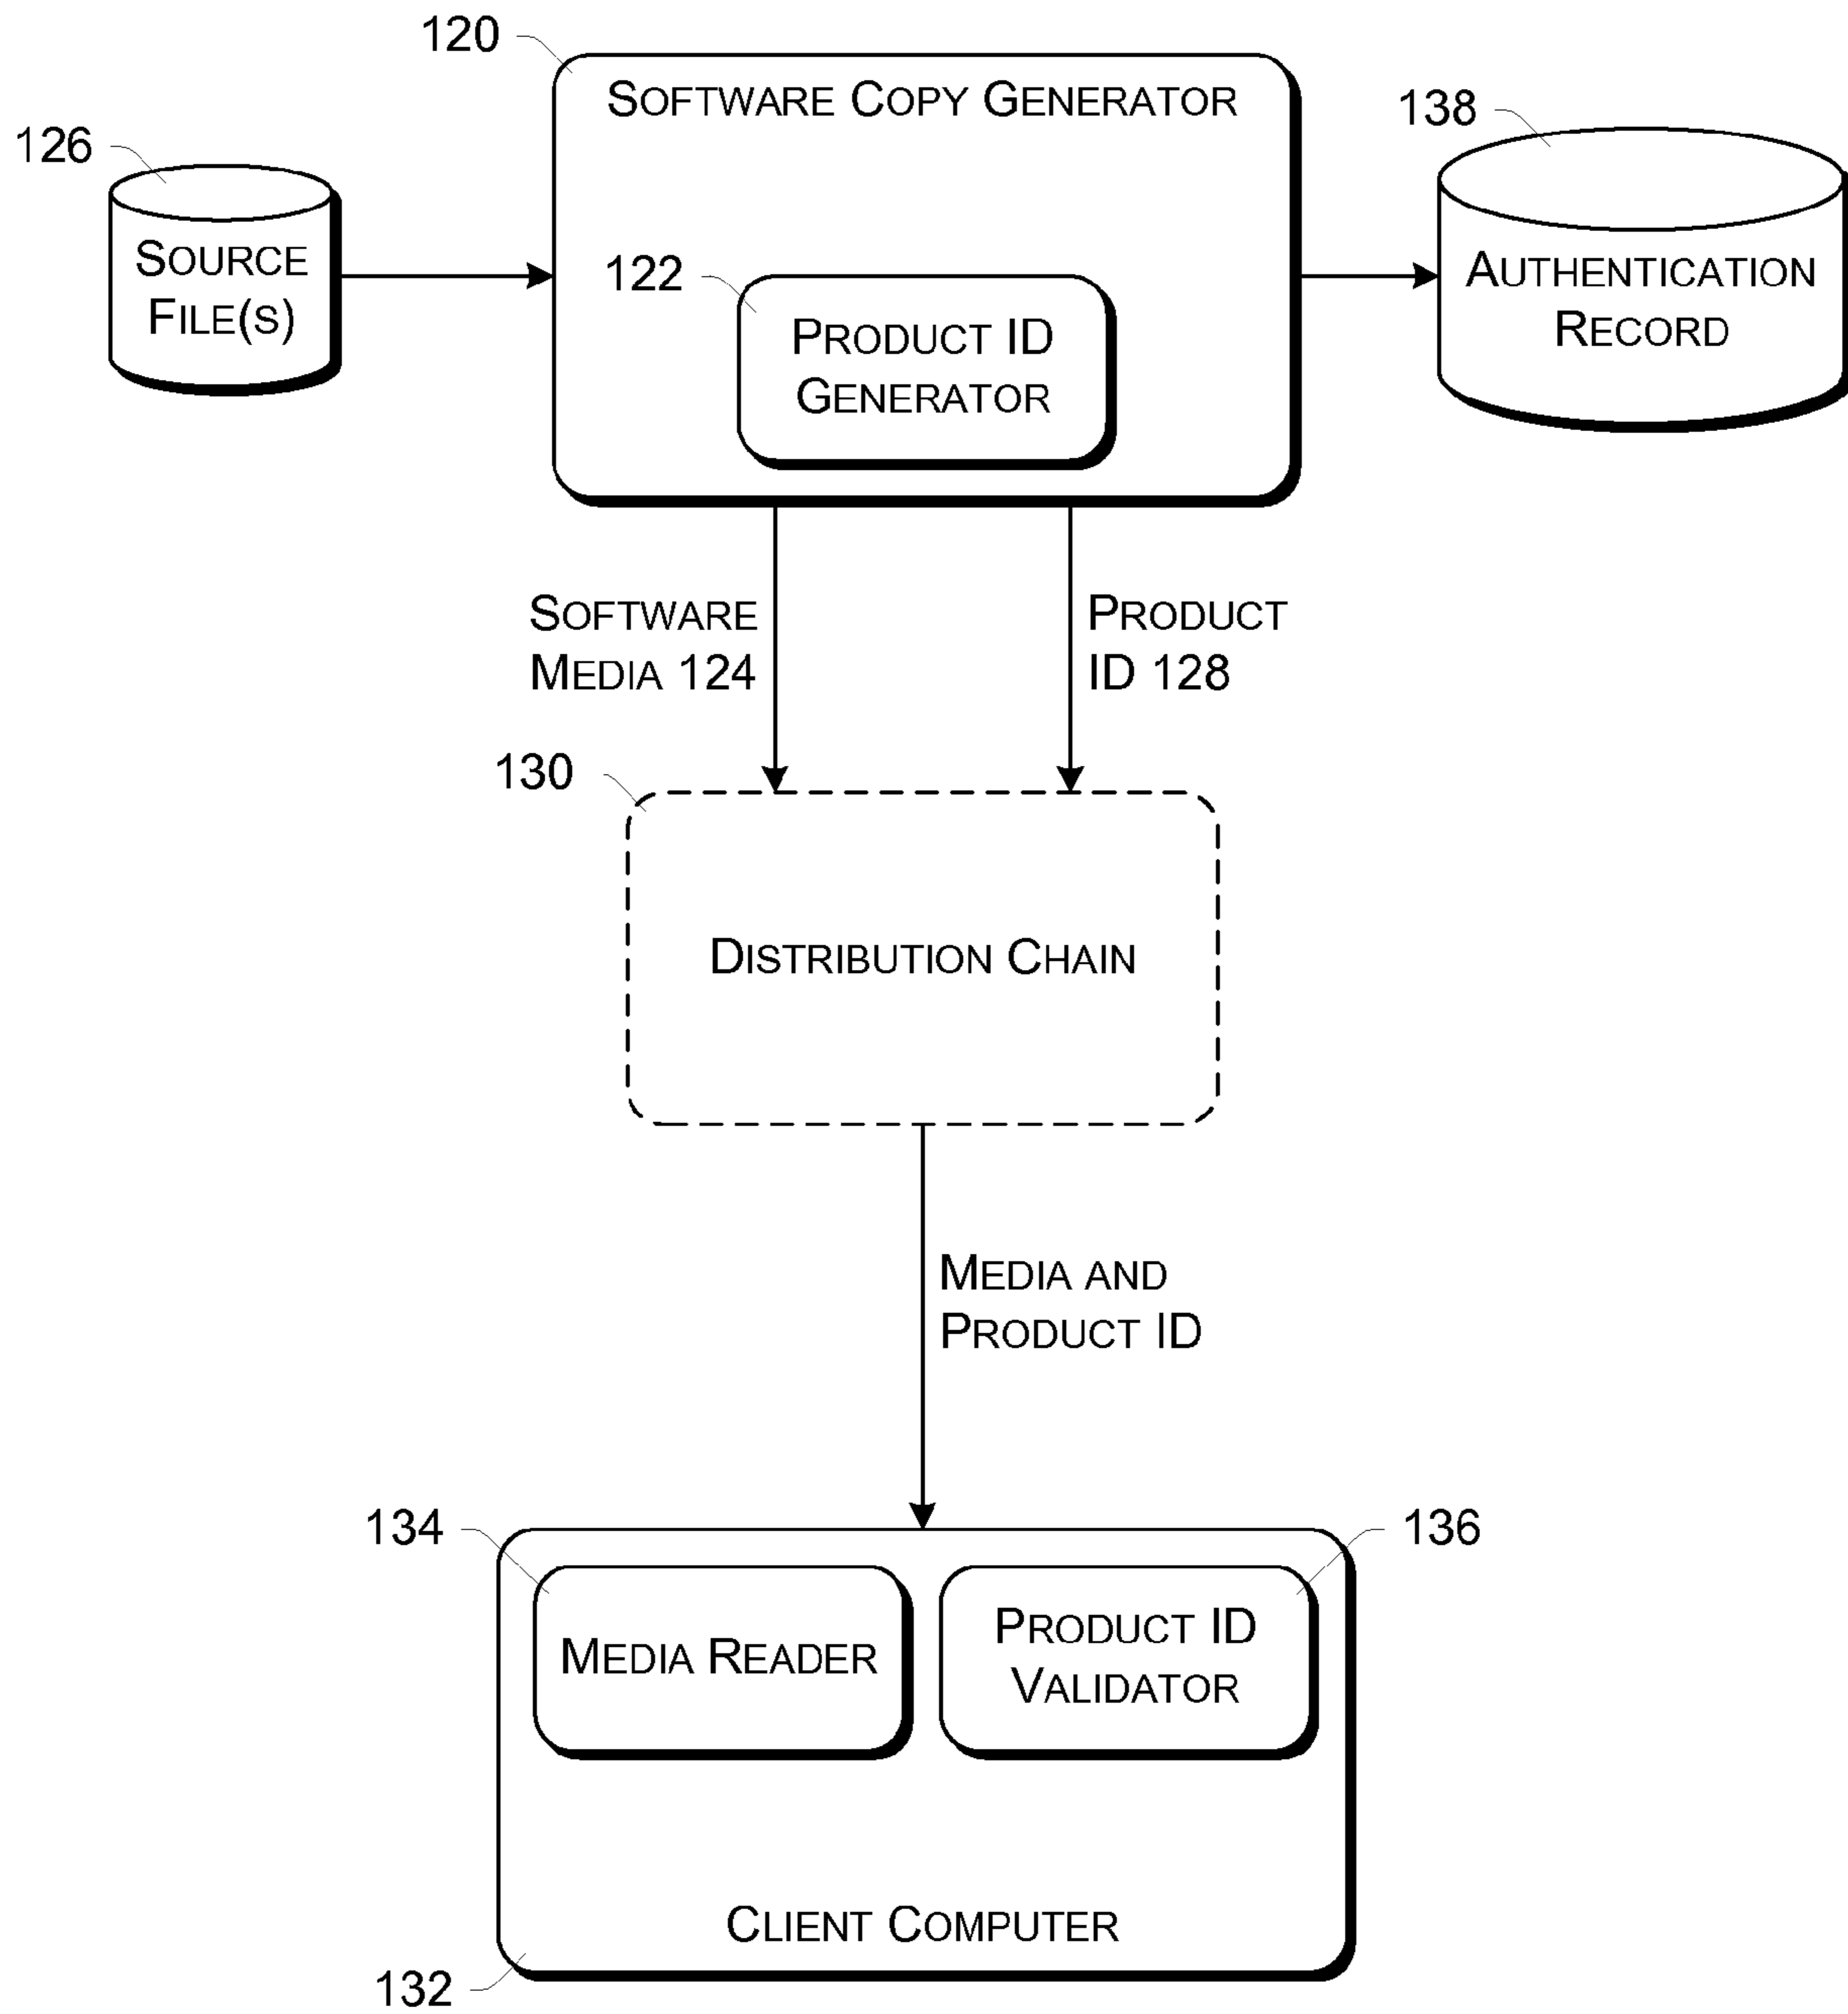 120
SOFTWARE COPY GENERATOR
138
126
SOURCE
FILE(S)
122
PRODUCT ID
GENERATOR
AUTHENTICATION
RECORD
SOFTWARE
MEDIA 124
PRODUCT
ID 128
130
DISTRIBUTION CHAIN
MEDIA AND
PRODUCT ID
134
136
MEDIA READER
PRODUCT ID
VALIDATOR
CLIENT COMPUTER
132